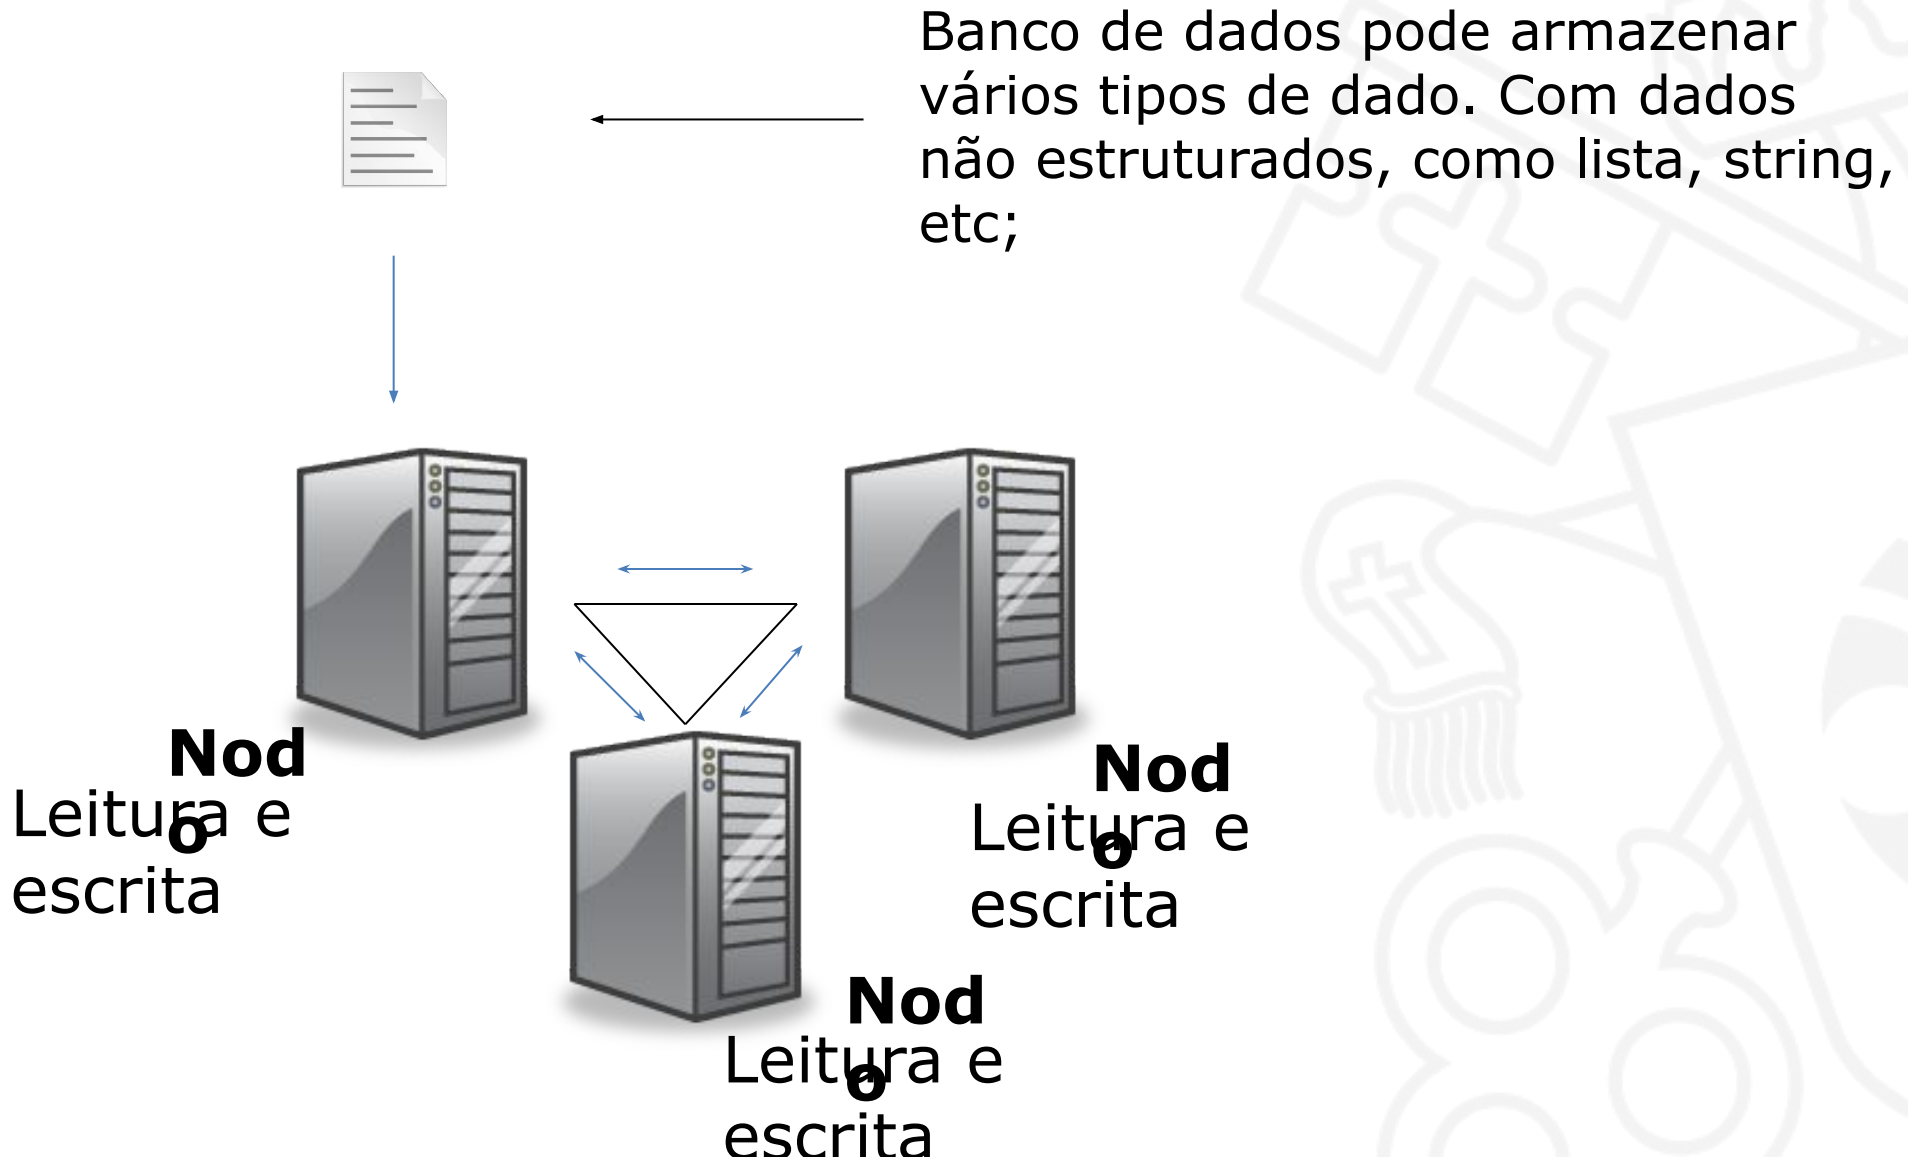 Banco de dados pode armazenar
vários tipos de dado. Com dados
não estruturados, como lista, string,
etc;
Nod
o
Leitura e
escrita
Nod
o
Leitura e
escrita
Nod
o
Leitura e
escrita